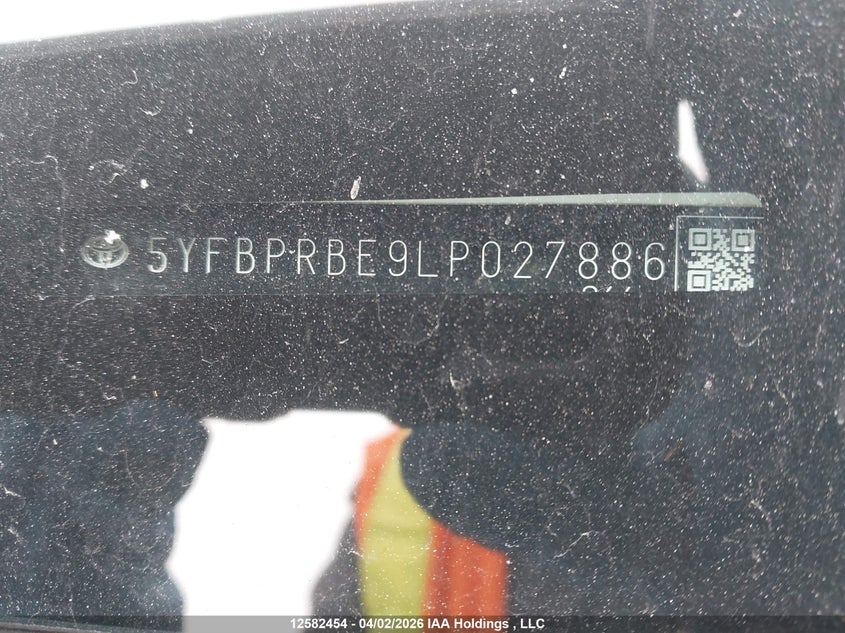 5YFBPRBE9LP027886
12582454 - 04/02/2026 IAA Holdings , LLC